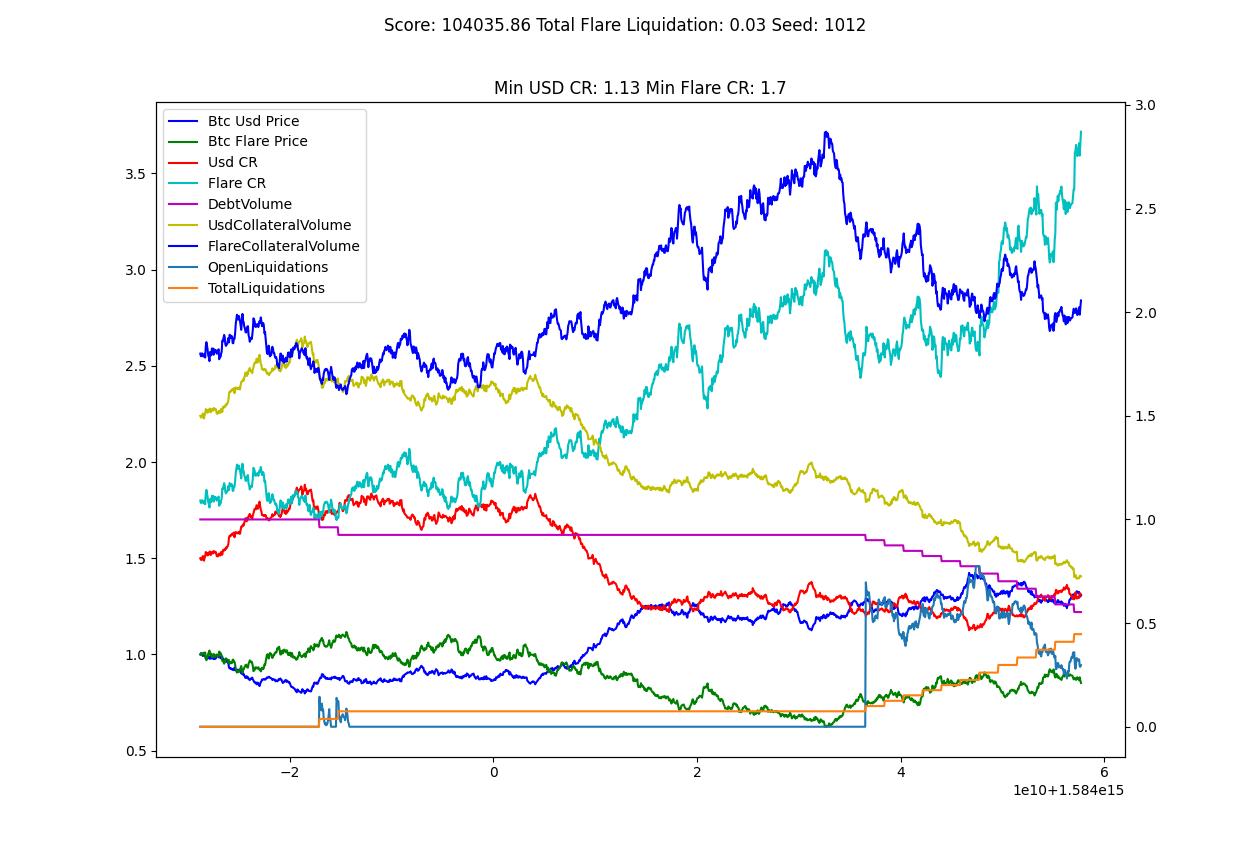 Score: 104035.86 Total Flare Liquidation: 0.03 Seed: 1012
Min USD CR: 1.13 Min Flare CR: 1.7
Btc Usd Price
Btc Flare Price
Usd CR
Flare CR
DebtVolume
UsdCollateralVolume
FlareCollateralVolume
OpenLiquidations
TotalLiquidations
3.5
3.0
2.5
2.0
1.5
1.0
0.5
3.0
2.5
2.0
1.5
1.0
0.5
0.0
−2 0 2 4 6
1e10+1.584e15